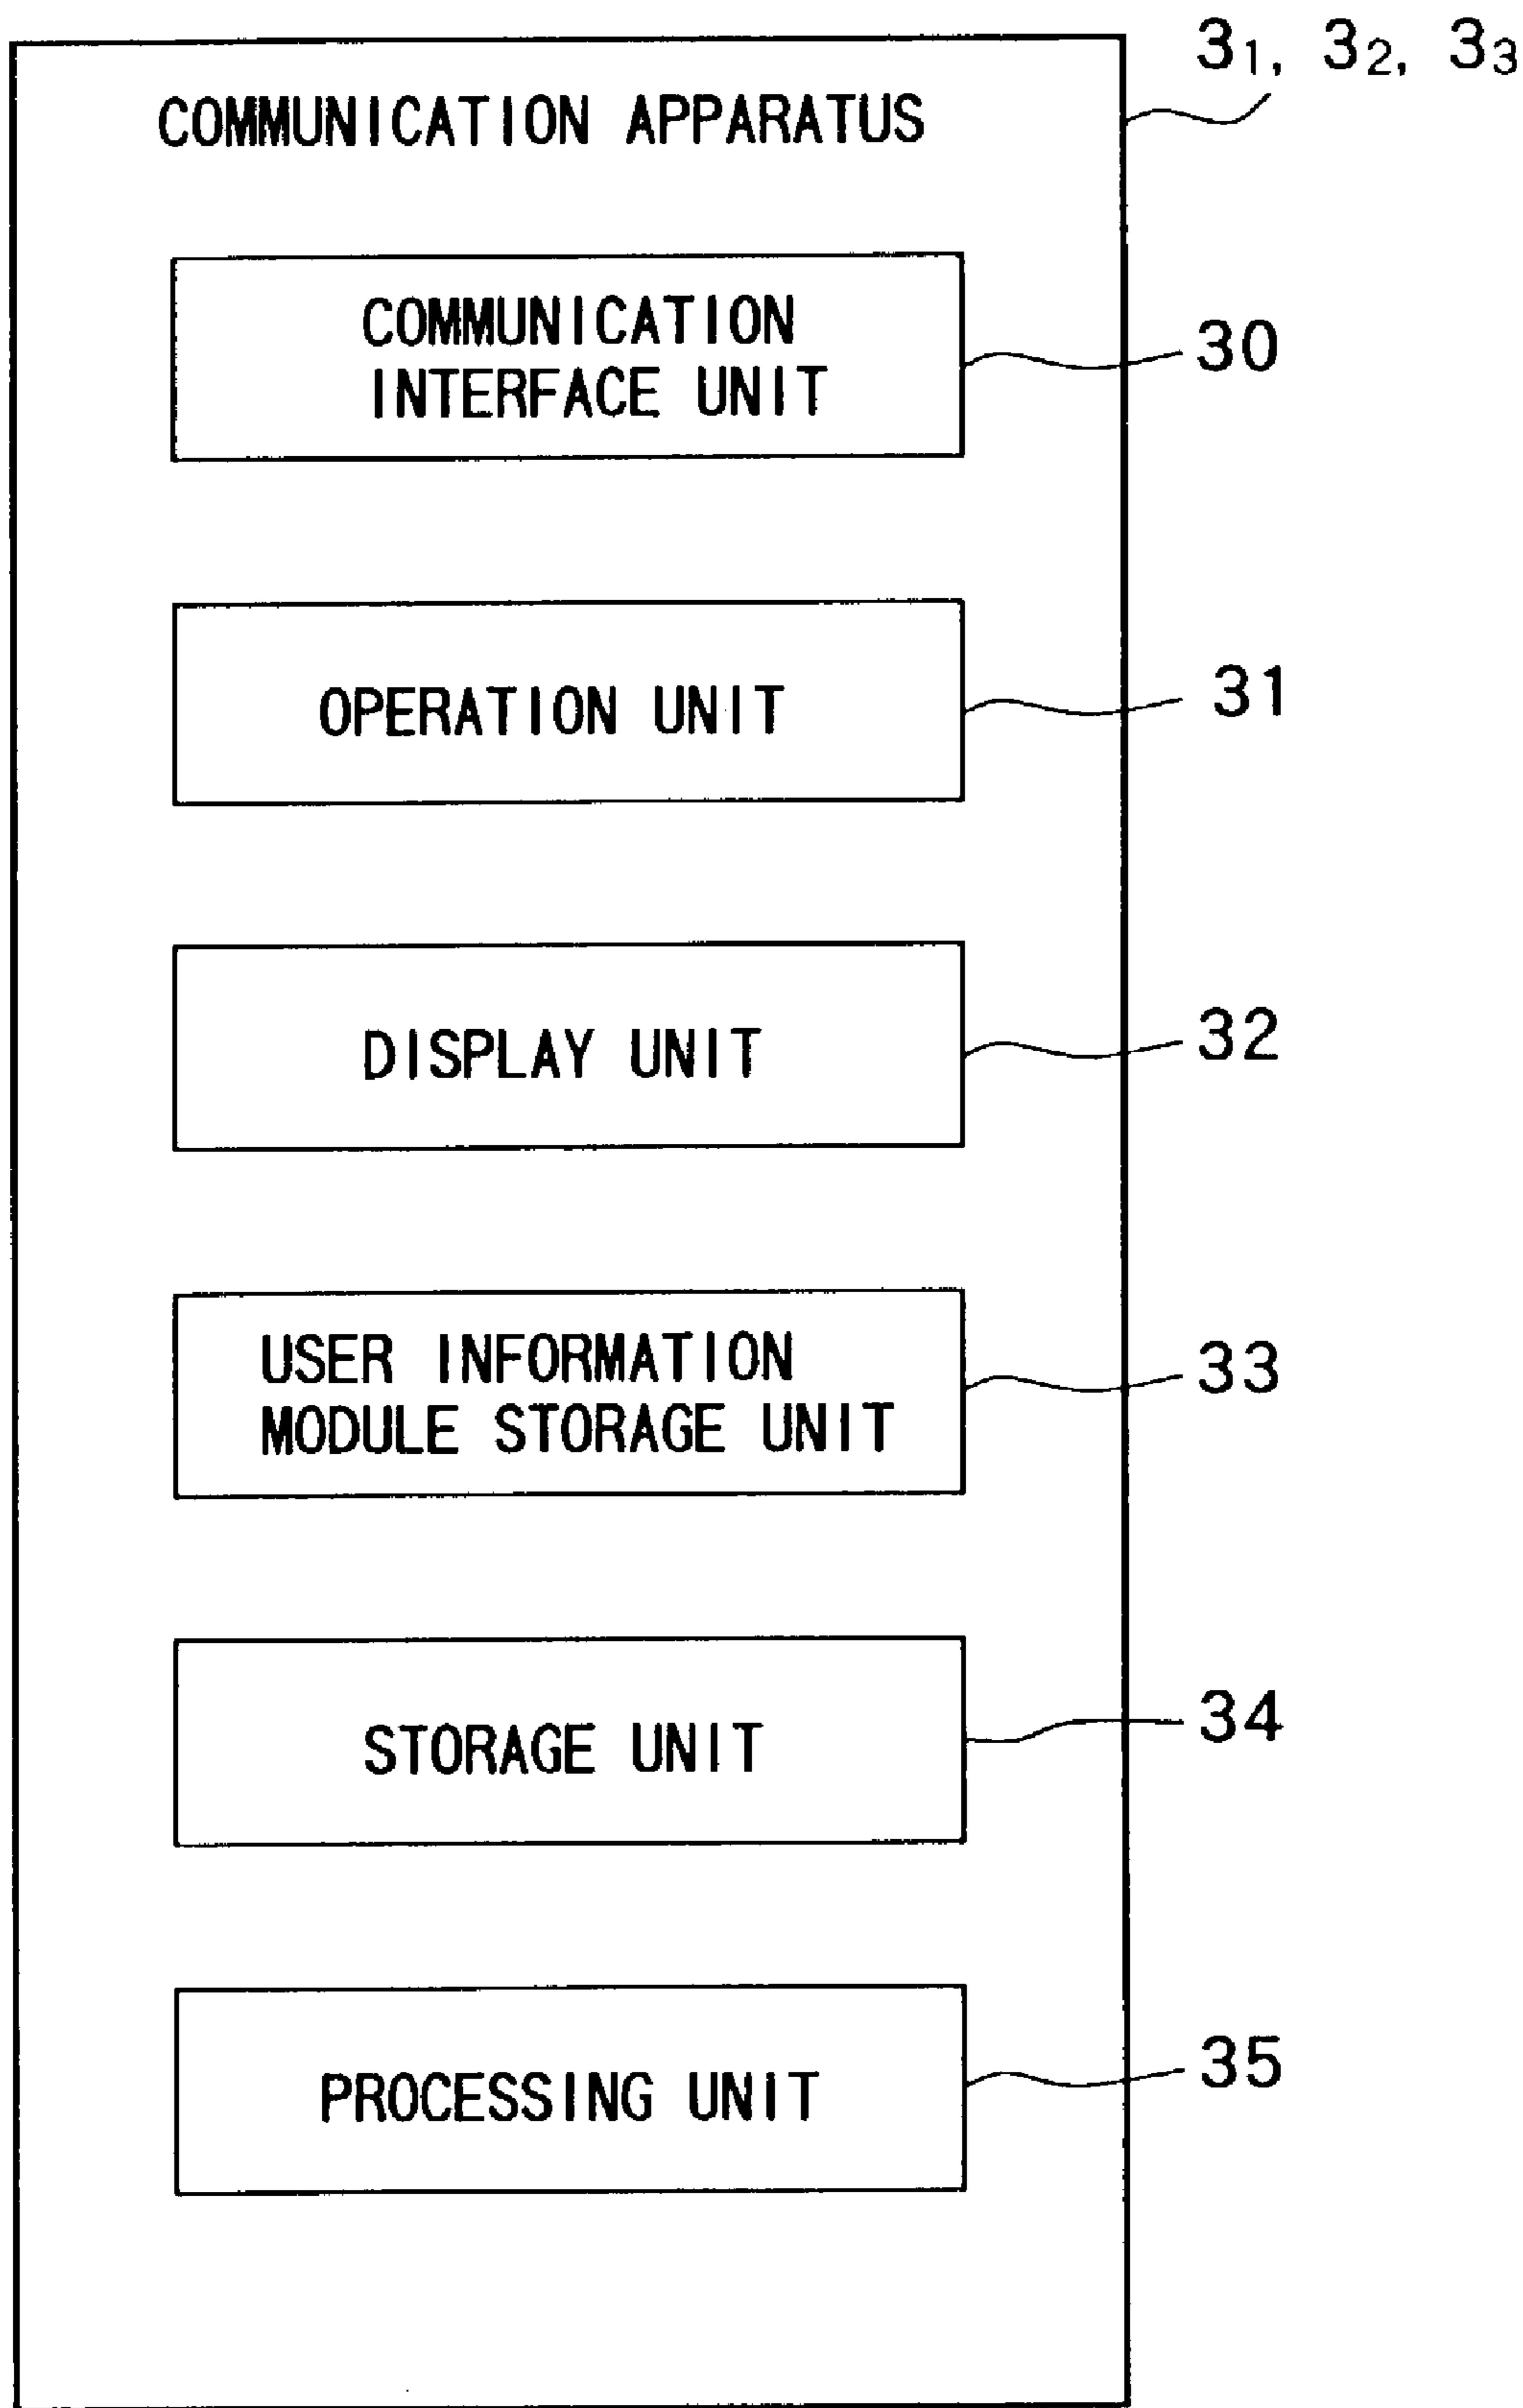 3₁, 3₂, 3₃
COMMUNICATION APPARATUS
COMMUNICATION
INTERFACE UNIT
30
OPERATION UNIT
31
DISPLAY UNIT
32
USER INFORMATION
MODULE STORAGE UNIT
33
STORAGE UNIT
34
PROCESSING UNIT
35